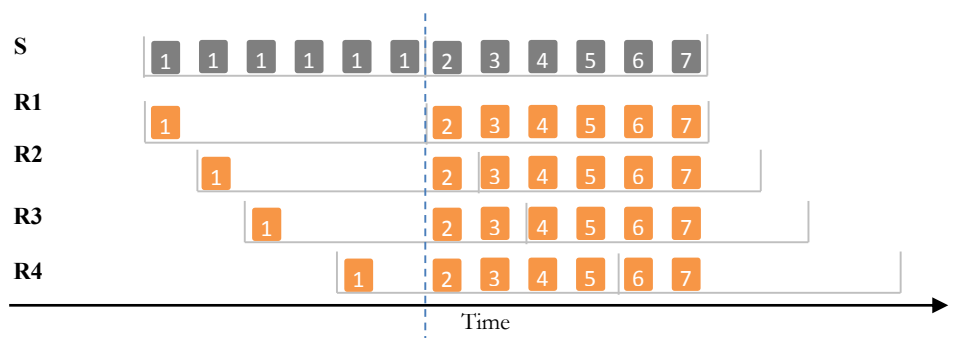 S 1 1 1 1 1 1 2 3 4 5 6 7
R1 1 2 3 4 5 6 7
R2 1 2 3 4 5 6 7
R3 1 2 3 4 5 6 7
R4 1 2 3 4 5 6 7
Time